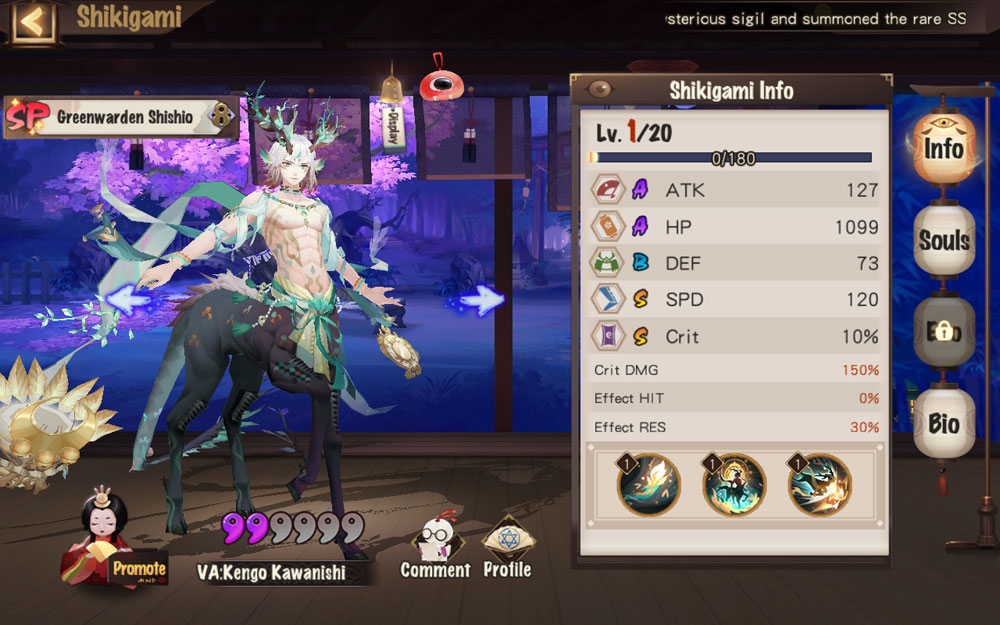 Shikigami
sterious sigil and summoned the rare SS
SP Greenwarden Shishio
Display
Shikigami Info
Lv. 1/20
0/180
A ATK 127
A HP 1099
B DEF 73
S SPD 120
S Crit 10%
Crit DMG 150%
Effect HIT 0%
Effect RES 30%
1 1 1
Info
Souls
Bio
Promote
VA:Kengo Kawanishi
Comment
Profile